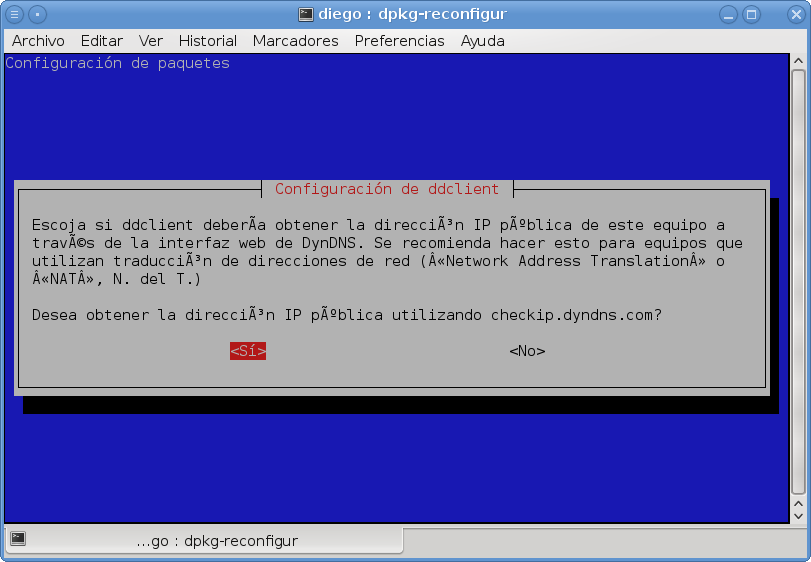 diego : dpkg-reconfigur
Archivo Editar Ver Historial Marcadores Preferencias Ayuda
Configuración de paquetes
Configuración de ddclient
Escoja si ddclient deberÃa obtener la direcciÃ³n IP pÃºblica de este equipo a
travÃ©s de la interfaz web de DynDNS. Se recomienda hacer esto para equipos que
utilizan traducciÃ³n de direcciones de red (Â«Network Address TranslationÂ» o
Â«NATÂ», N. del T.)
Desea obtener la direcciÃ³n IP pÃºblica utilizando checkip.dyndns.com?
<Sí> <No>
...go : dpkg-reconfigur